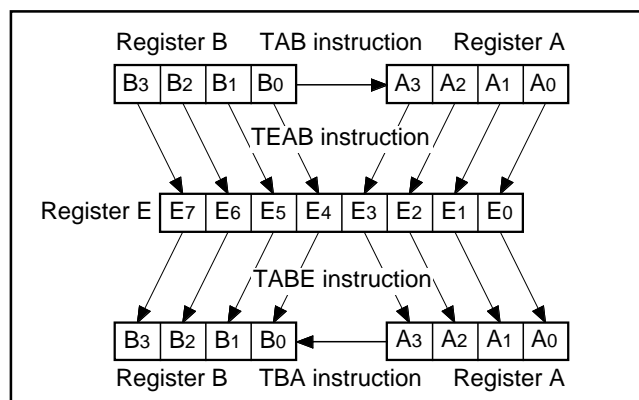 Register B TAB instruction Register A
B3 B2 B1 B0 A3 A2 A1 A0
TEAB instruction
Register E E7 E6 E5 E4 E3 E2 E1 E0
TABE instruction
B3 B2 B1 B0 A3 A2 A1 A0
Register B TBA instruction Register A